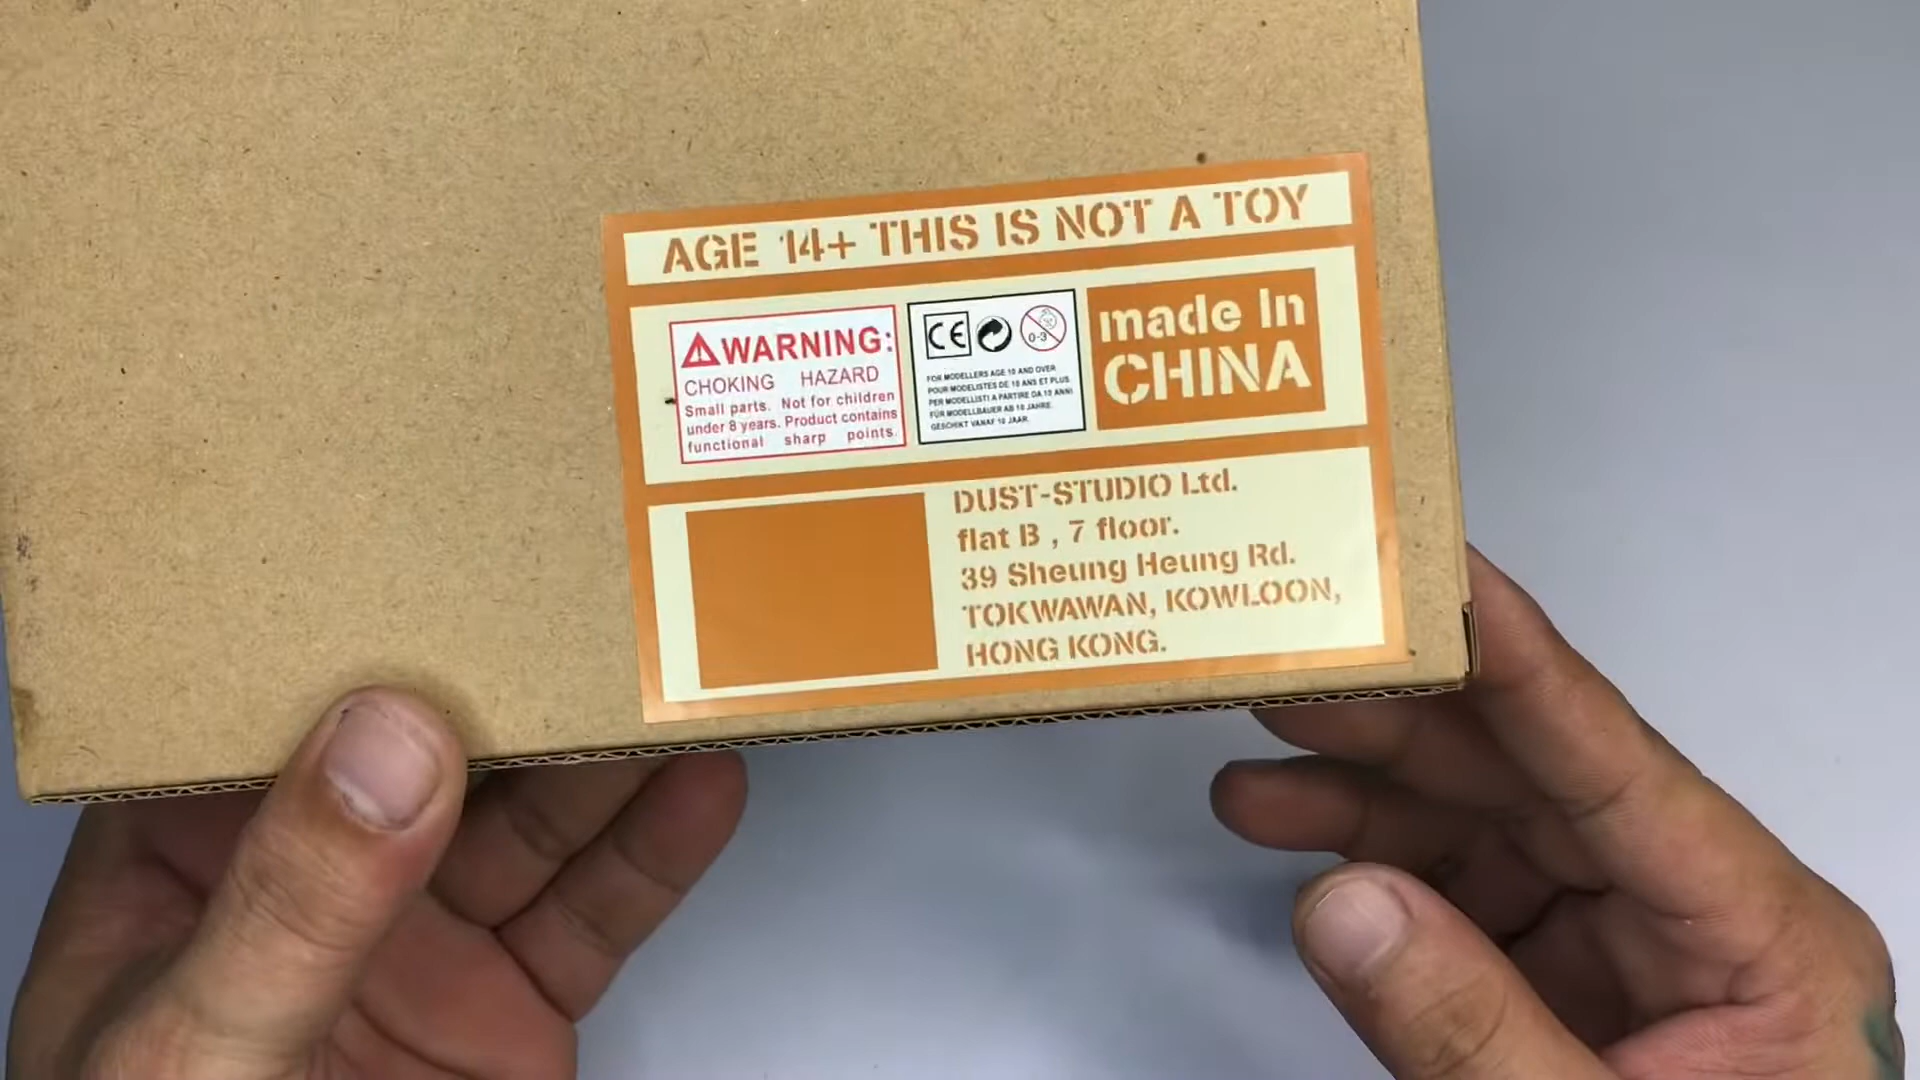 AGE 14+ THIS IS NOT A TOY
WARNING:
CHOKING HAZARD
Small parts. Not for children
under 8 years. Product contains
functional sharp points.
CE
0-3
FOR MODELLERS AGE 10 AND OVER
POUR MODELISTES DE 10 ANS ET PLUS
PER MODELLISTI A PARTIRE DA 10 ANNI
FÜR MODELLBAUER AB 10 JAHRE.
GESCHIKT VANAF 10 JAAR.
made in
CHINA
DUST-STUDIO Ltd.
flat B , 7 floor.
39 Sheung Heung Rd.
TOKWAWAN, KOWLOON,
HONG KONG.